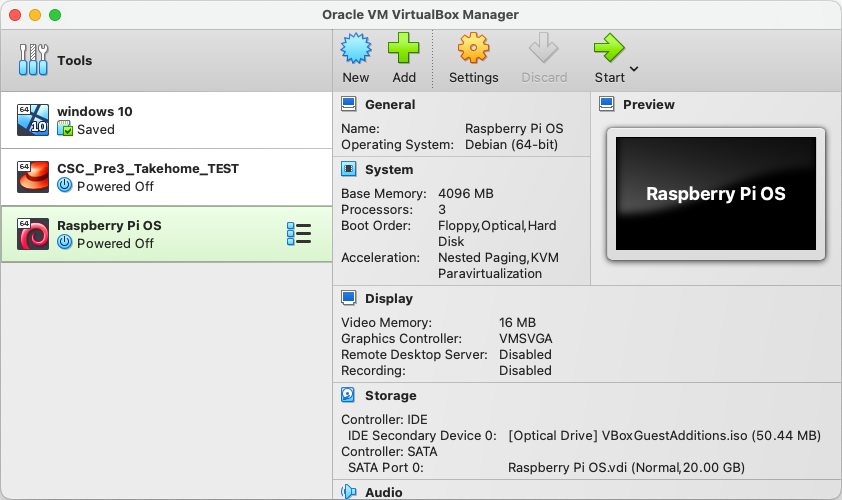 Oracle VM VirtualBox Manager
Tools
New
Add
Settings
Discard
Start
64
10
windows 10
Saved
64
CSC_Pre3_Takehome_TEST
Powered Off
64
Raspberry Pi OS
Powered Off
General
Name: Raspberry Pi OS
Operating System: Debian (64-bit)
System
Base Memory: 4096 MB
Processors: 3
Boot Order: Floppy,Optical,Hard
Disk
Acceleration: Nested Paging,KVM
Paravirtualization
Preview
Raspberry Pi OS
Display
Video Memory: 16 MB
Graphics Controller: VMSVGA
Remote Desktop Server: Disabled
Recording: Disabled
Storage
Controller: IDE
IDE Secondary Device 0: [Optical Drive] VBoxGuestAdditions.iso (50.44 MB)
Controller: SATA
SATA Port 0: Raspberry Pi OS.vdi (Normal,20.00 GB)
Audio